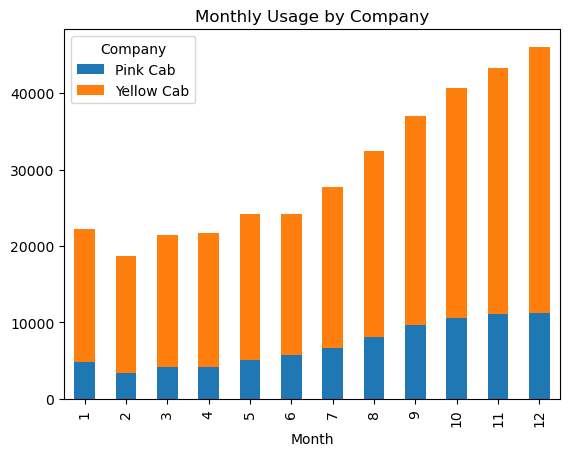 Monthly Usage by Company
Company
Pink Cab
Yellow Cab
40000
30000
20000
10000
0
1 2 3 4 5 6 7 8 9 10 11 12
Month